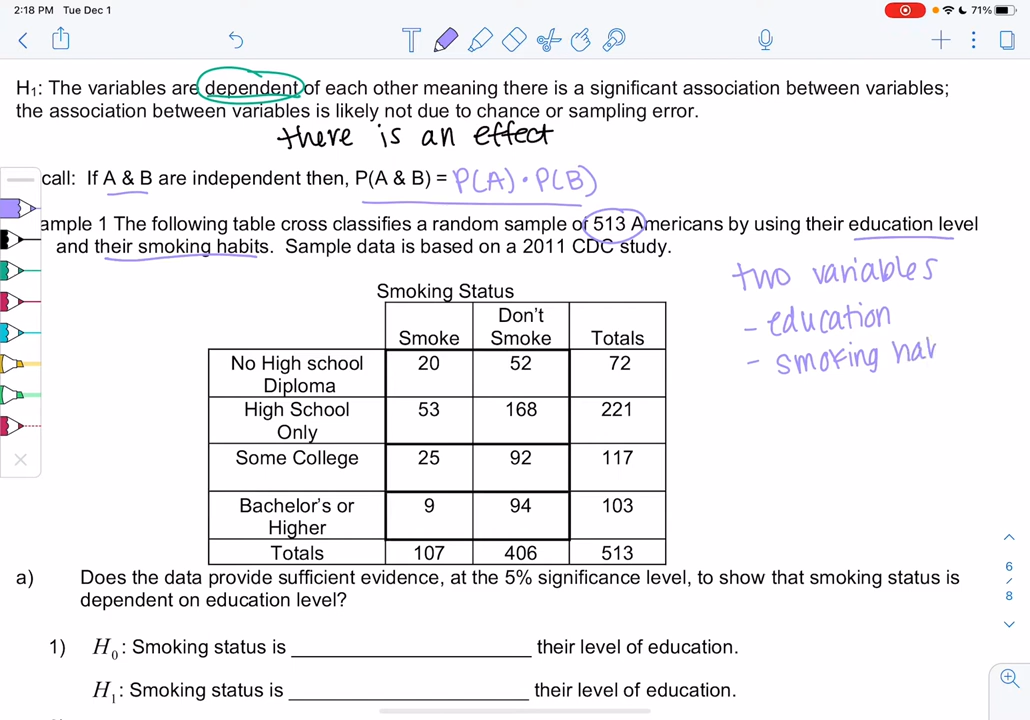 2:18 PM Tue Dec 1
71%
T
H₁: The variables are dependent of each other meaning there is a significant association between variables;
the association between variables is likely not due to chance or sampling error.
there is an effect
call: If A & B are independent then, P(A & B) = P(A) · P(B)
ample 1 The following table cross classifies a random sample of 513 Americans by using their education level
and their smoking habits. Sample data is based on a 2011 CDC study.
two variables
- education
- smoking hab
Smoking Status
Smoke Don't Smoke Totals
No High school Diploma 20 52 72
High School Only 53 168 221
Some College 25 92 117
Bachelor's or Higher 9 94 103
Totals 107 406 513
a) Does the data provide sufficient evidence, at the 5% significance level, to show that smoking status is
dependent on education level?
1) H₀: Smoking status is ______________________ their level of education.
H₁: Smoking status is ______________________ their level of education.
6
/
8